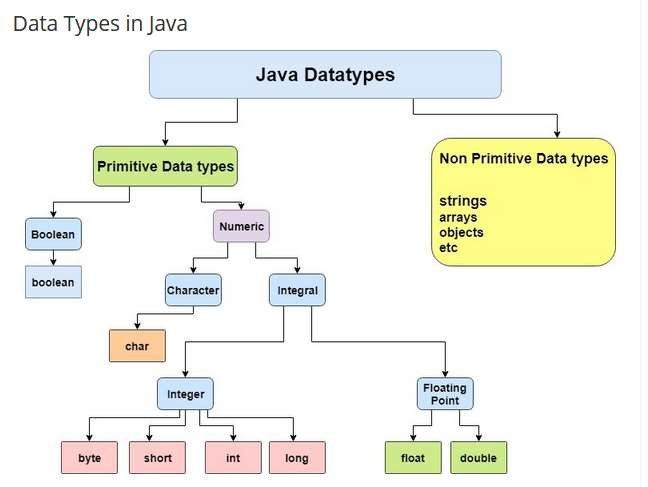 Data Types in Java
Java Datatypes
Primitive Data types
Non Primitive Data types
strings
arrays
objects
etc
Boolean
Numeric
boolean
Character
Integral
char
Integer
Floating
Point
byte
short
int
long
float
double